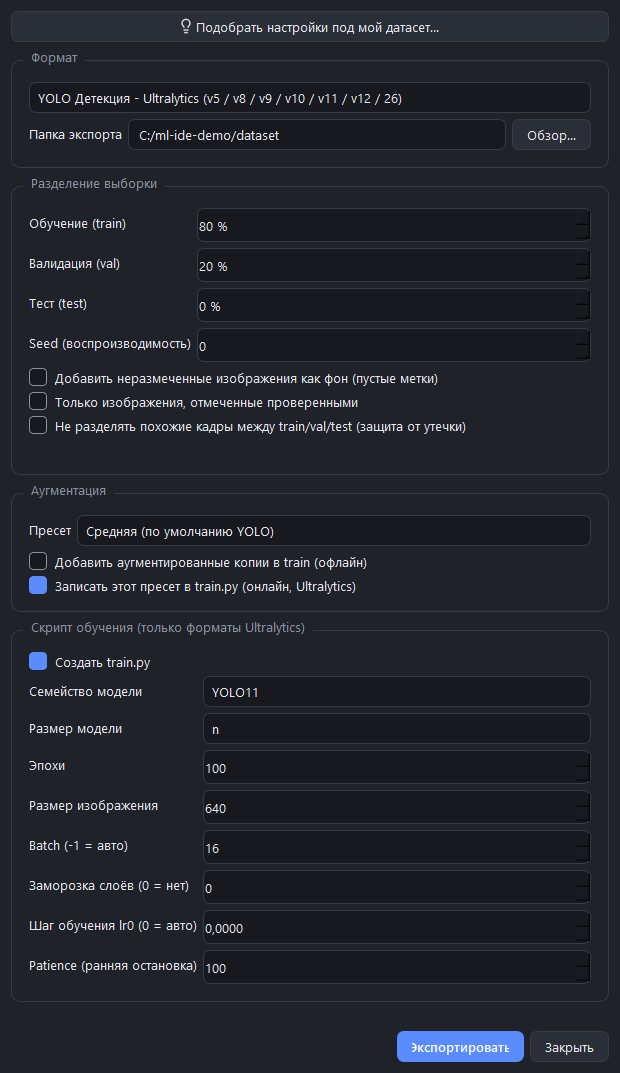 Подобрать настройки под мой датасет...
Формат
YOLO Детекция - Ultralytics (v5 / v8 / v9 / v10 / v11 / v12 / 26)
Папка экспорта C:/ml-ide-demo/dataset Обзор...
Разделение выборки
Обучение (train) 80 %
Валидация (val) 20 %
Тест (test) 0 %
Seed (воспроизводимость) 0
Добавить неразмеченные изображения как фон (пустые метки)
Только изображения, отмеченные проверенными
Не разделять похожие кадры между train/val/test (защита от утечки)
Аугментация
Пресет Средняя (по умолчанию YOLO)
Добавить аугментированные копии в train (офлайн)
Записать этот пресет в train.py (онлайн, Ultralytics)
Скрипт обучения (только форматы Ultralytics)
Создать train.py
Семейство модели YOLO11
Размер модели n
Эпохи 100
Размер изображения 640
Batch (-1 = авто) 16
Заморозка слоёв (0 = нет) 0
Шаг обучения lr0 (0 = авто) 0,0000
Patience (ранняя остановка) 100
Экспортировать Закрыть